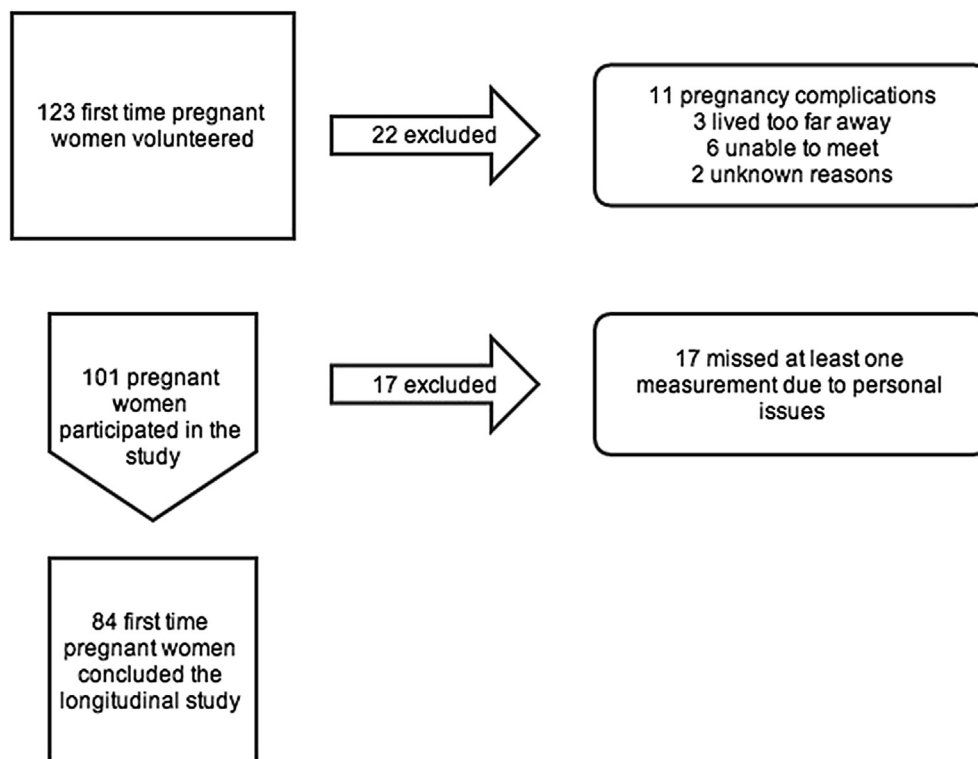 123 first time pregnant
women volunteered
22 excluded
11 pregnancy complications
3 lived too far away
6 unable to meet
2 unknown reasons
101 pregnant
women
participated in the
study
17 excluded
17 missed at least one
measurement due to personal
issues
84 first time
pregnant women
concluded the
longitudinal study